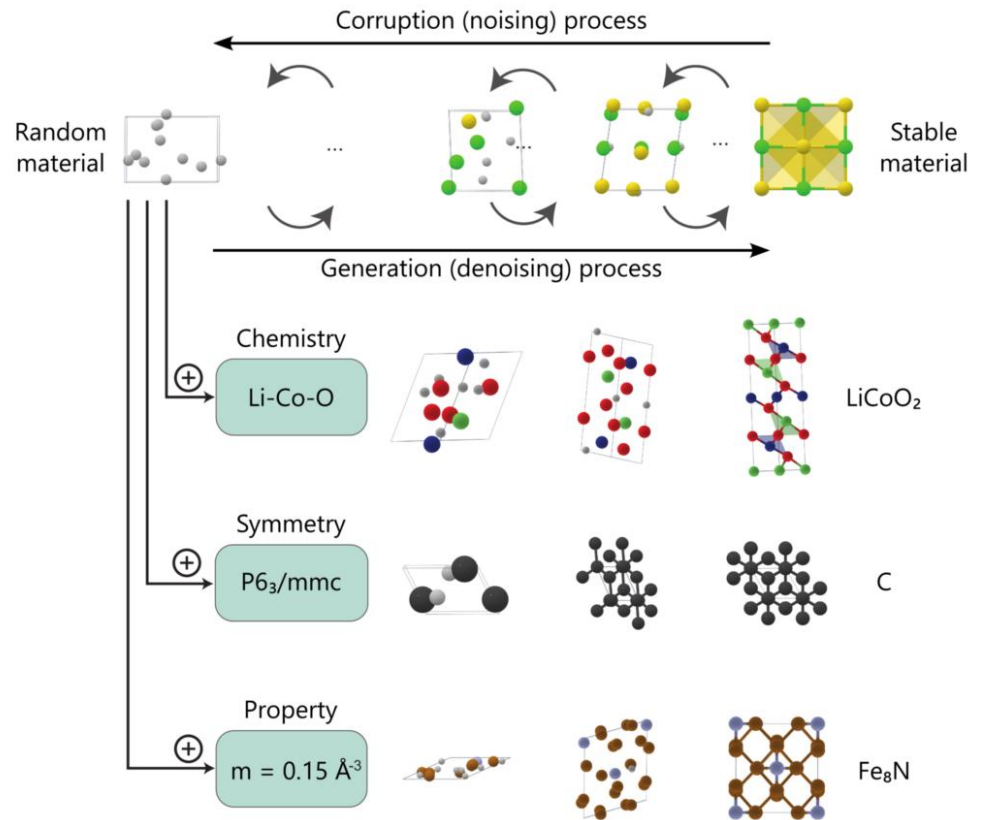 Corruption (noising) process
Random
material
...
...
...
Stable
material
Generation (denoising) process
Chemistry
Li-Co-O
LiCoO₂
Symmetry
P6₃/mmc
C
Property
m = 0.15 Å⁻³
Fe₈N